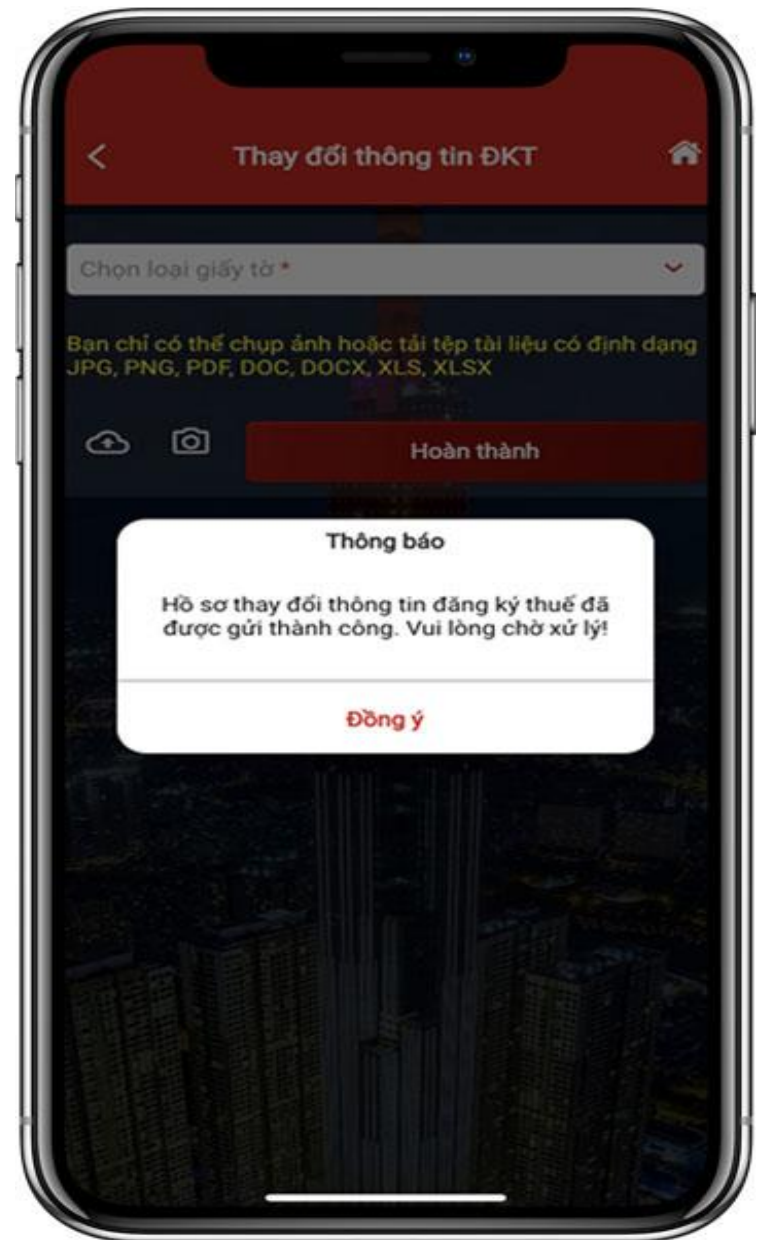 Thay đổi thông tin ĐKT
Chọn loại giấy tờ *
Bạn chỉ có thể chụp ảnh hoặc tải tệp tài liệu có định dạng
JPG, PNG, PDF, DOC, DOCX, XLS, XLSX
Hoàn thành
Thông báo
Hồ sơ thay đổi thông tin đăng ký thuế đã
được gửi thành công. Vui lòng chờ xử lý!
Đồng ý